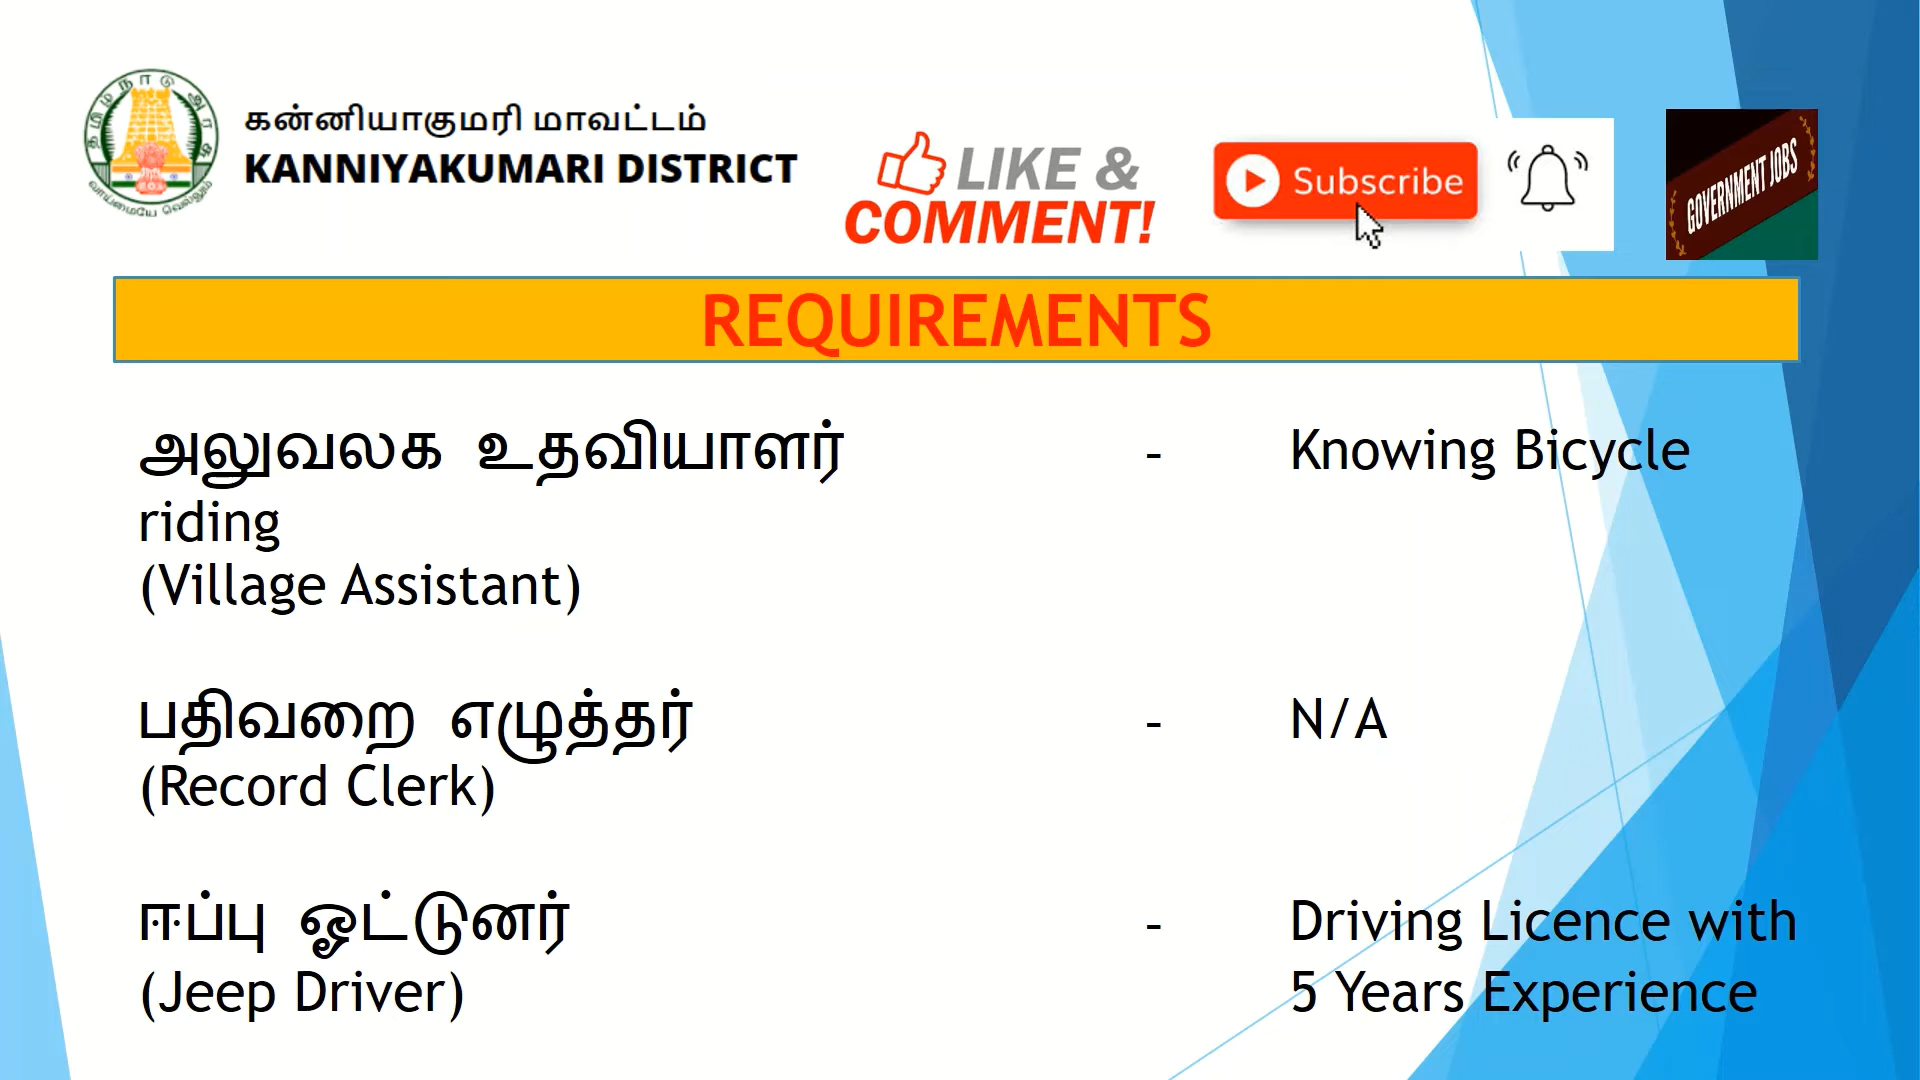 தமிழ்நாடு அரசு
வாய்மையே வெல்லும்
கன்னியாகுமரி மாவட்டம்
KANNIYAKUMARI DISTRICT
LIKE &
COMMENT!
Subscribe
GOVERNMENT JOBS
REQUIREMENTS
அலுவலக உதவியாளர் - Knowing Bicycle
riding
(Village Assistant)
பதிவறை எழுத்தர் - N/A
(Record Clerk)
ஈப்பு ஓட்டுனர் - Driving Licence with
(Jeep Driver) 5 Years Experience